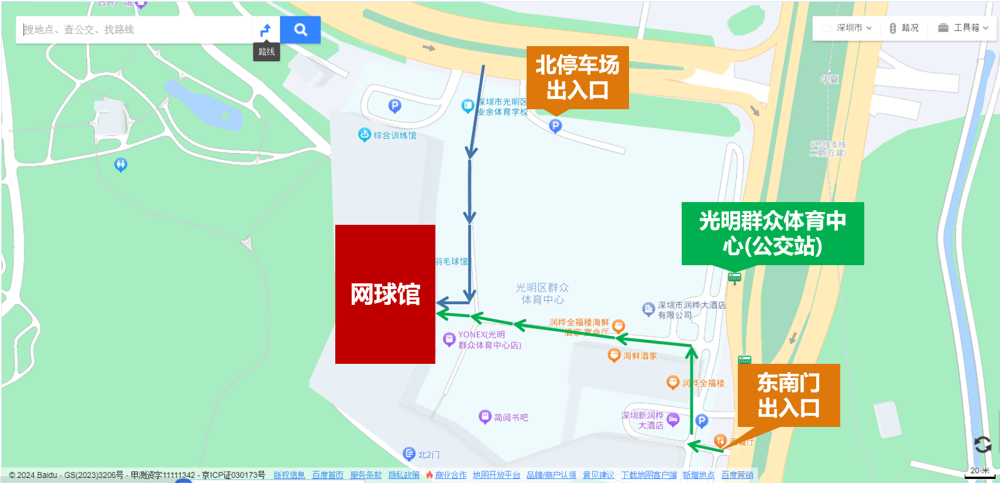 搜地点、查公交、找路线
路线
深圳市
路况
工具箱
北停车场
出入口
华夏
深圳市光明区
业余体育学校
综合训练馆
6号线支线
二期(在建)
光明群众体育中
心(公交站)
羽毛球馆
网球馆
光明区群众
体育中心
深圳市润桦大酒店
有限公司
润桦全福楼海鲜
酒家·宴会厅
YONEX(光明
群众体育中心店)
海鲜酒家
润桦全福楼
东南门
出入口
深圳新润桦
大酒店
简阅书吧
西餐厅
北2门
20 米
© 2024 Baidu - GS(2023)3206号 - 甲测资字11111342 - 京ICP证030173号 版权信息 百度首页 服务条款 隐私政策 商业合作 地图开放平台 品牌/商户认领 意见建议 下载地图客户端 新增地点 百度营销